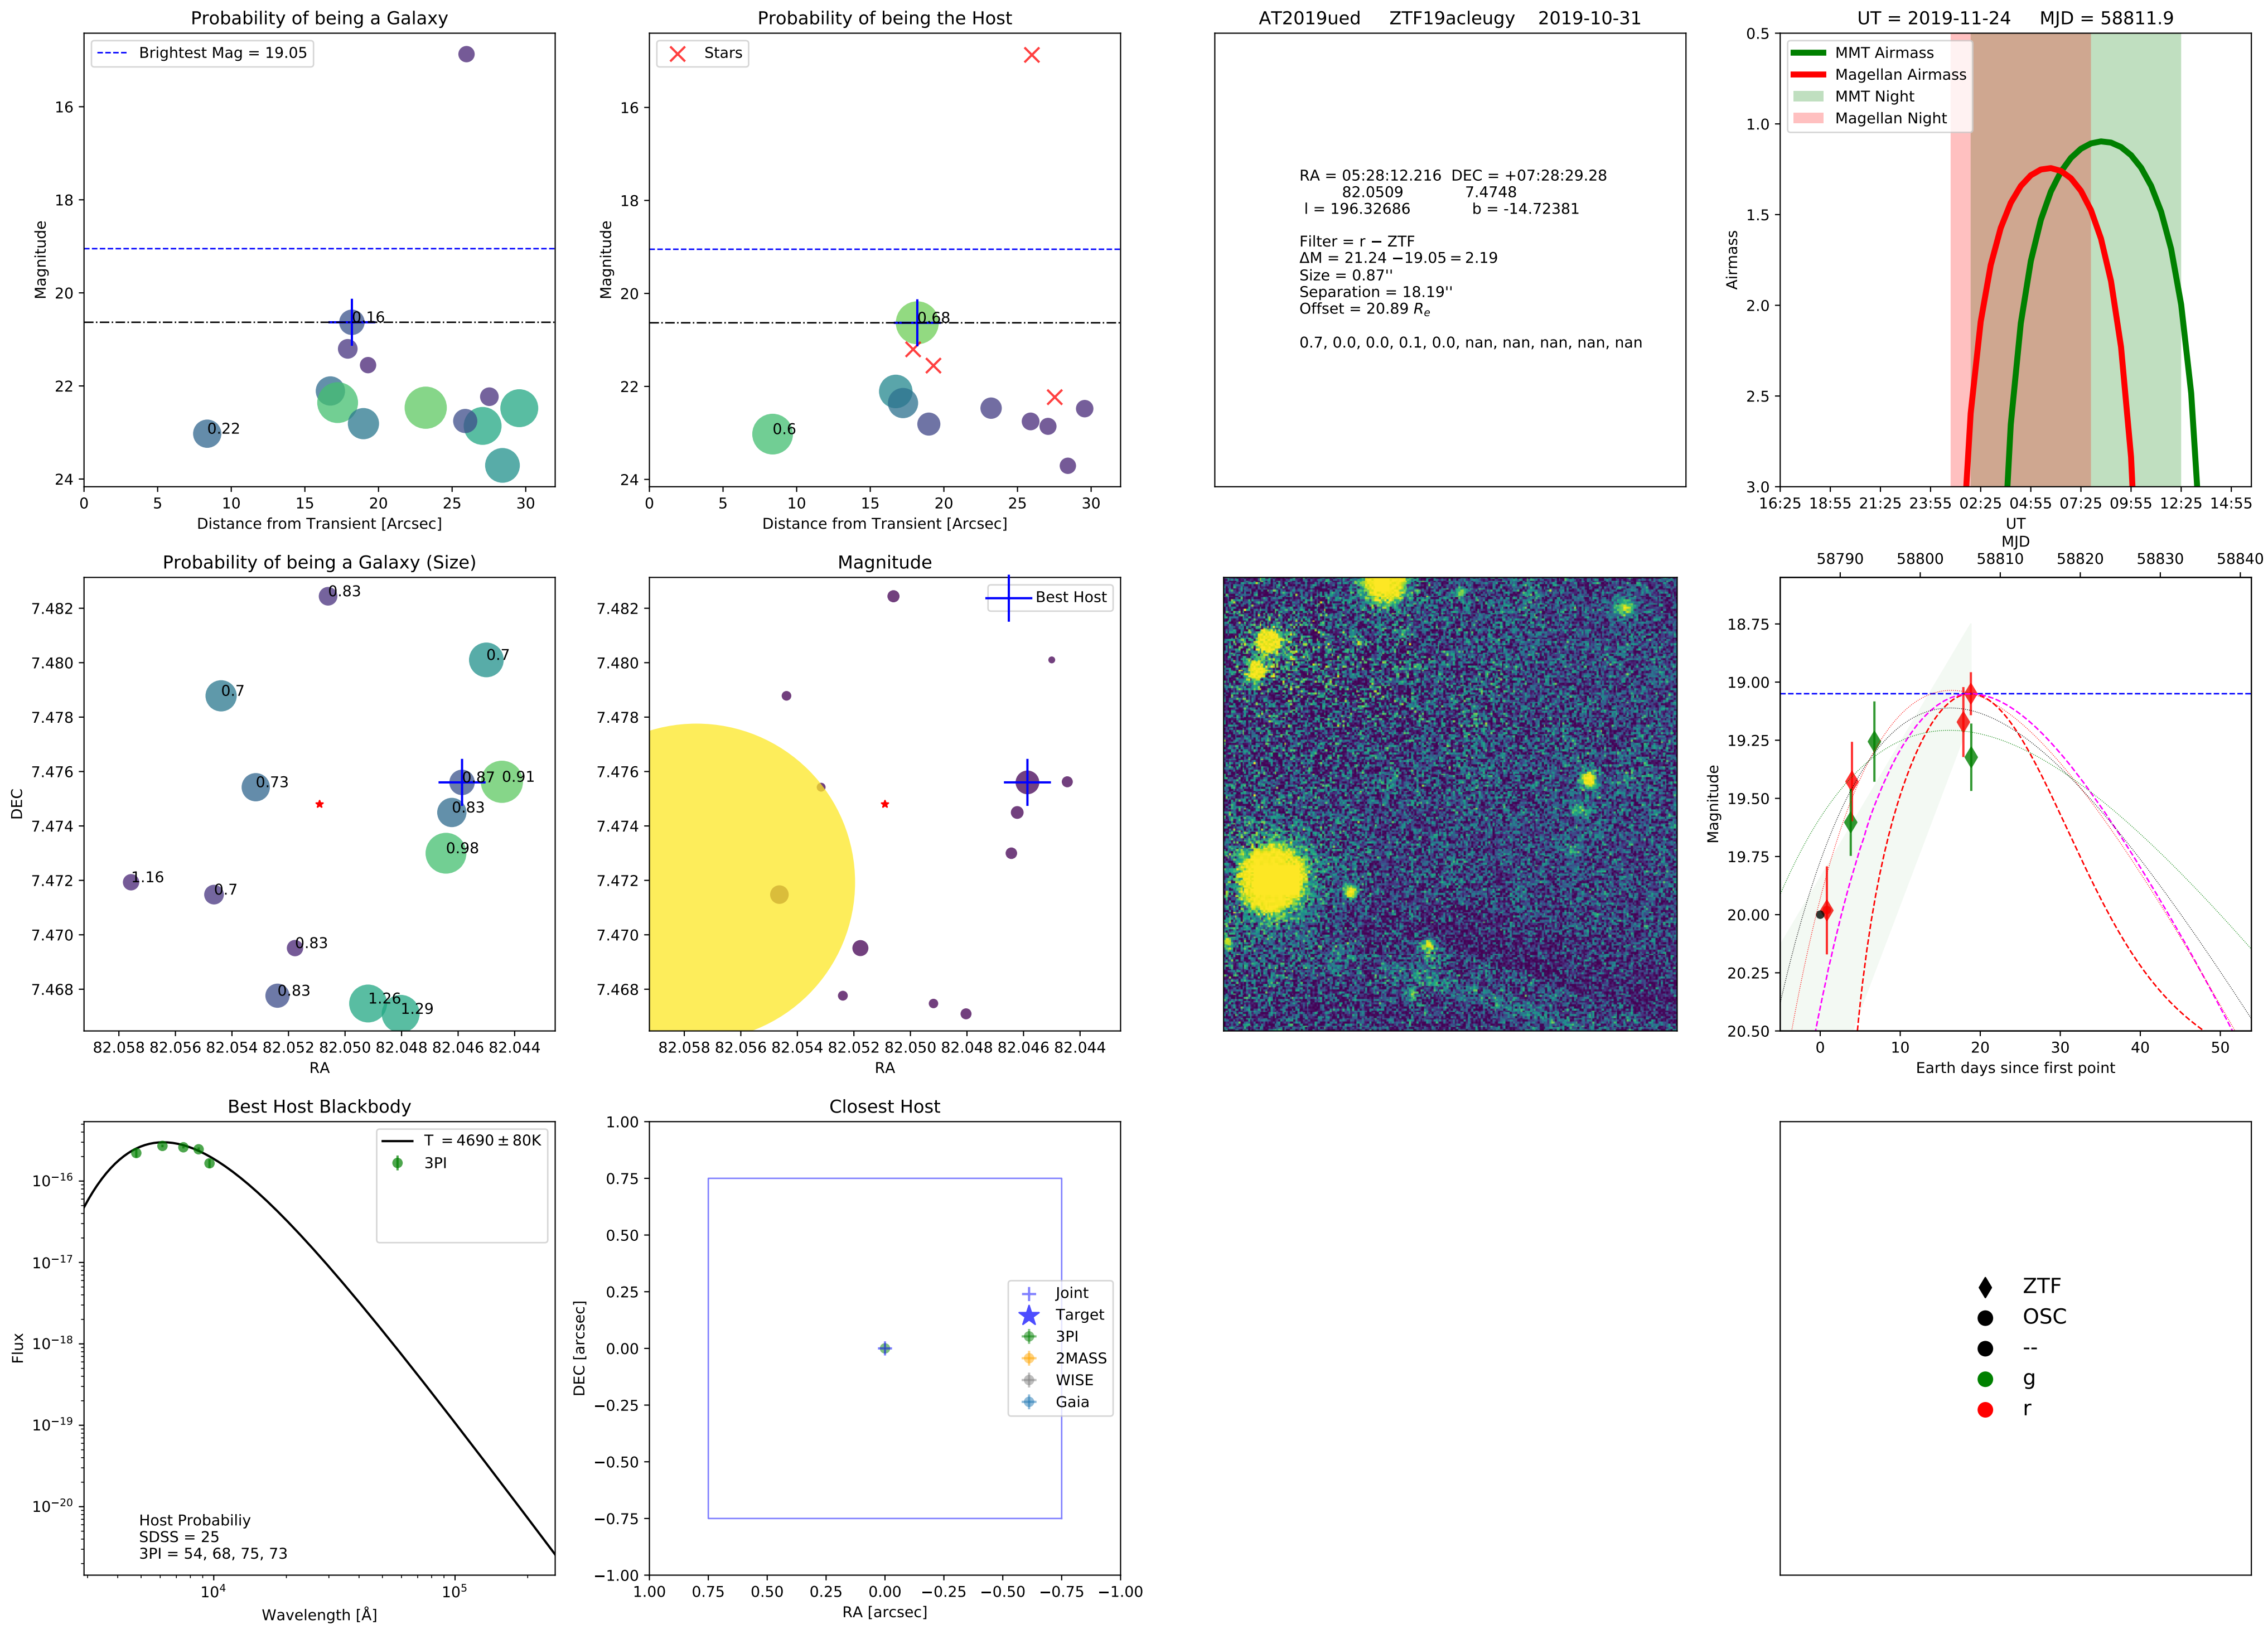 Probability of being a Galaxy
Brightest Mag = 19.05
0.16
0.22
16
18
20
22
24
Magnitude
0 5 10 15 20 25 30
Distance from Transient [Arcsec]
Probability of being the Host
Stars
0.68
0.6
16
18
20
22
24
Magnitude
0 5 10 15 20 25 30
Distance from Transient [Arcsec]
AT2019ued ZTF19acleugy 2019-10-31
RA = 05:28:12.216 DEC = +07:28:29.28
82.0509 7.4748
l = 196.32686 b = -14.72381
Filter = r − ZTF
ΔM = 21.24 −19.05 = 2.19
Size = 0.87''
Separation = 18.19''
Offset = 20.89 Re
0.7, 0.0, 0.0, 0.1, 0.0, nan, nan, nan, nan, nan
UT = 2019-11-24 MJD = 58811.9
MMT Airmass
Magellan Airmass
MMT Night
Magellan Night
0.5
1.0
1.5
2.0
2.5
3.0
Airmass
16:25 18:55 21:25 23:55 02:25 04:55 07:25 09:55 12:25 14:55
UT
Probability of being a Galaxy (Size)
0.83
0.7
0.7
0.73
0.87 0.91
0.83
0.98
1.16
0.7
0.83
0.83
1.26
1.29
7.482
7.480
7.478
7.476
7.474
7.472
7.470
7.468
DEC
82.058 82.056 82.054 82.052 82.050 82.048 82.046 82.044
RA
Magnitude
Best Host
7.482
7.480
7.478
7.476
7.474
7.472
7.470
7.468
82.058 82.056 82.054 82.052 82.050 82.048 82.046 82.044
RA
MJD
58790 58800 58810 58820 58830 58840
18.75
19.00
19.25
19.50
19.75
20.00
20.25
20.50
Magnitude
0 10 20 30 40 50
Earth days since first point
Best Host Blackbody
T = 4690 ± 80K
3PI
10−16
10−17
10−18
10−19
10−20
Flux
Host Probabiliy
SDSS = 25
3PI = 54, 68, 75, 73
10⁴ 10⁵
Wavelength [Å]
Closest Host
Joint
Target
3PI
2MASS
WISE
Gaia
1.00
0.75
0.50
0.25
0.00
−0.25
−0.50
−0.75
−1.00
DEC [arcsec]
1.00 0.75 0.50 0.25 0.00 −0.25 −0.50 −0.75 −1.00
RA [arcsec]
ZTF
OSC
--
g
r